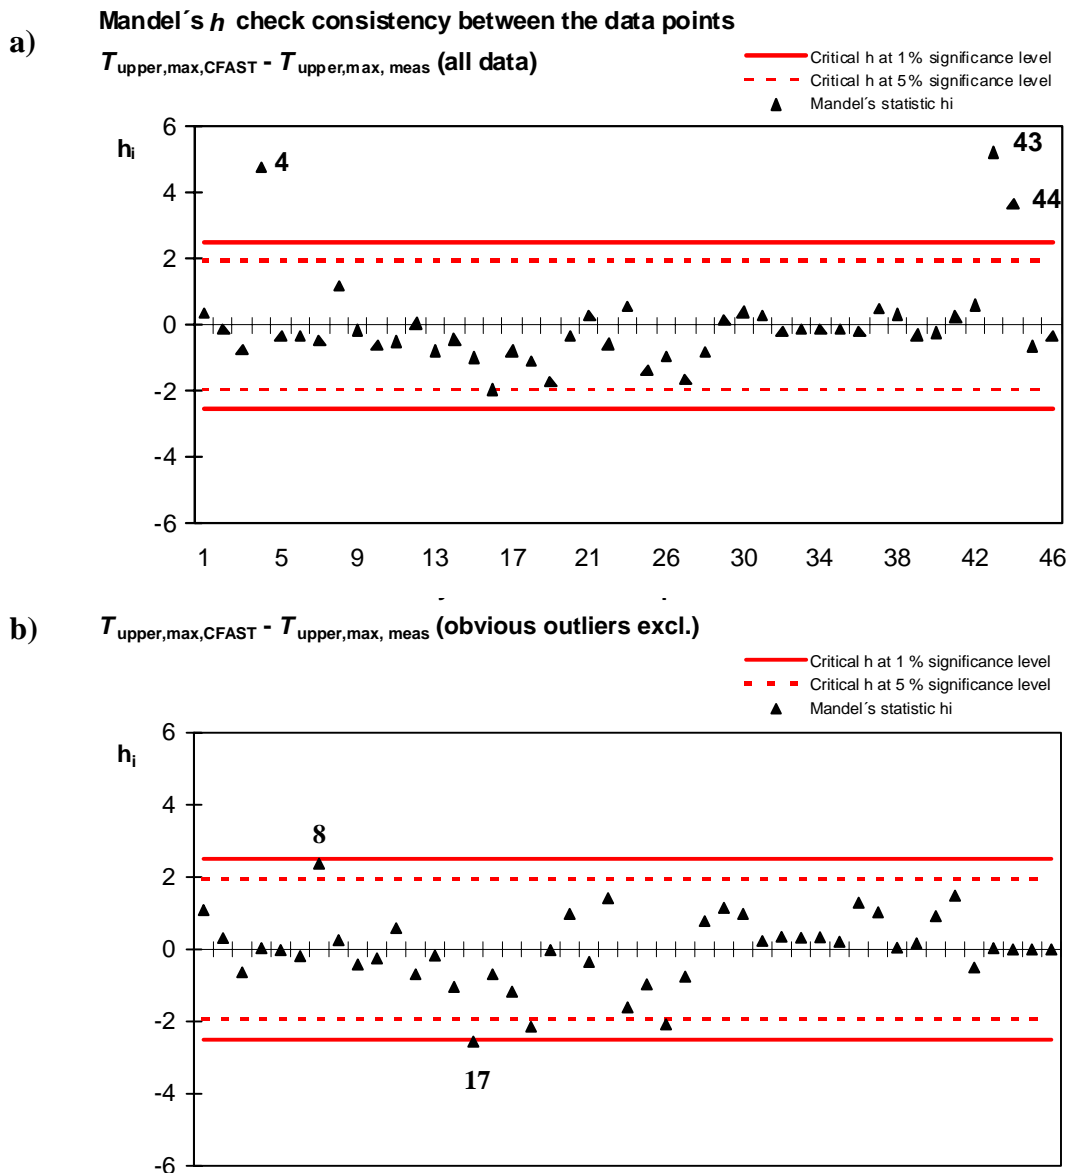 a)
Mandel´s h check consistency between the data points
Tupper,max,CFAST - Tupper,max, meas (all data)
Critical h at 1% significance level
Critical h at 5% significance level
Mandel´s statistic hi
hi
6
4
2
0
-2
-4
-6
4
43
44
1 5 9 13 17 21 26 30 34 38 42 46
b)
Tupper,max,CFAST - Tupper,max, meas (obvious outliers excl.)
Critical h at 1 % significance level
Critical h at 5 % significance level
Mandel´s statistic hi
hi
6
4
2
0
-2
-4
-6
8
17